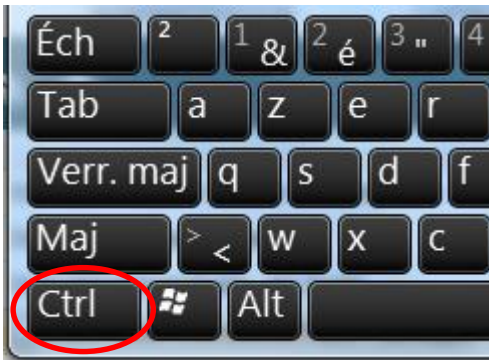 Éch ² 1 & 2 é 3 " 4
Tab a z e r
Verr. maj q s d f
Maj > < w x c
Ctrl Alt